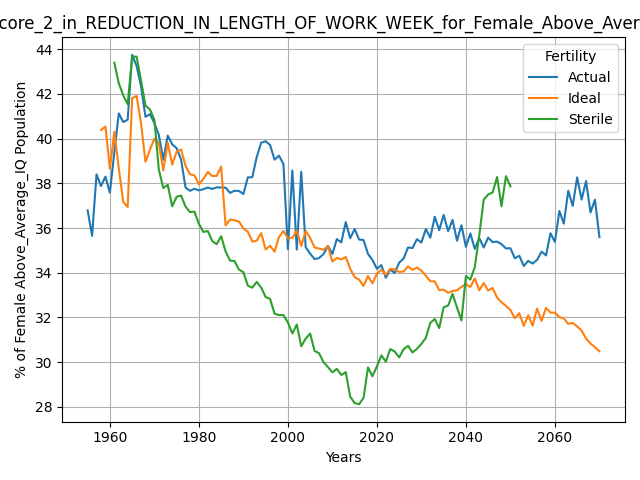 core_2_in_REDUCTION_IN_LENGTH_OF_WORK_WEEK_for_Female_Above_Aver
Fertility
Actual
Ideal
Sterile
% of Female Above_Average_IQ Population
44
42
40
38
36
34
32
30
28
1960 1980 2000 2020 2040 2060
Years